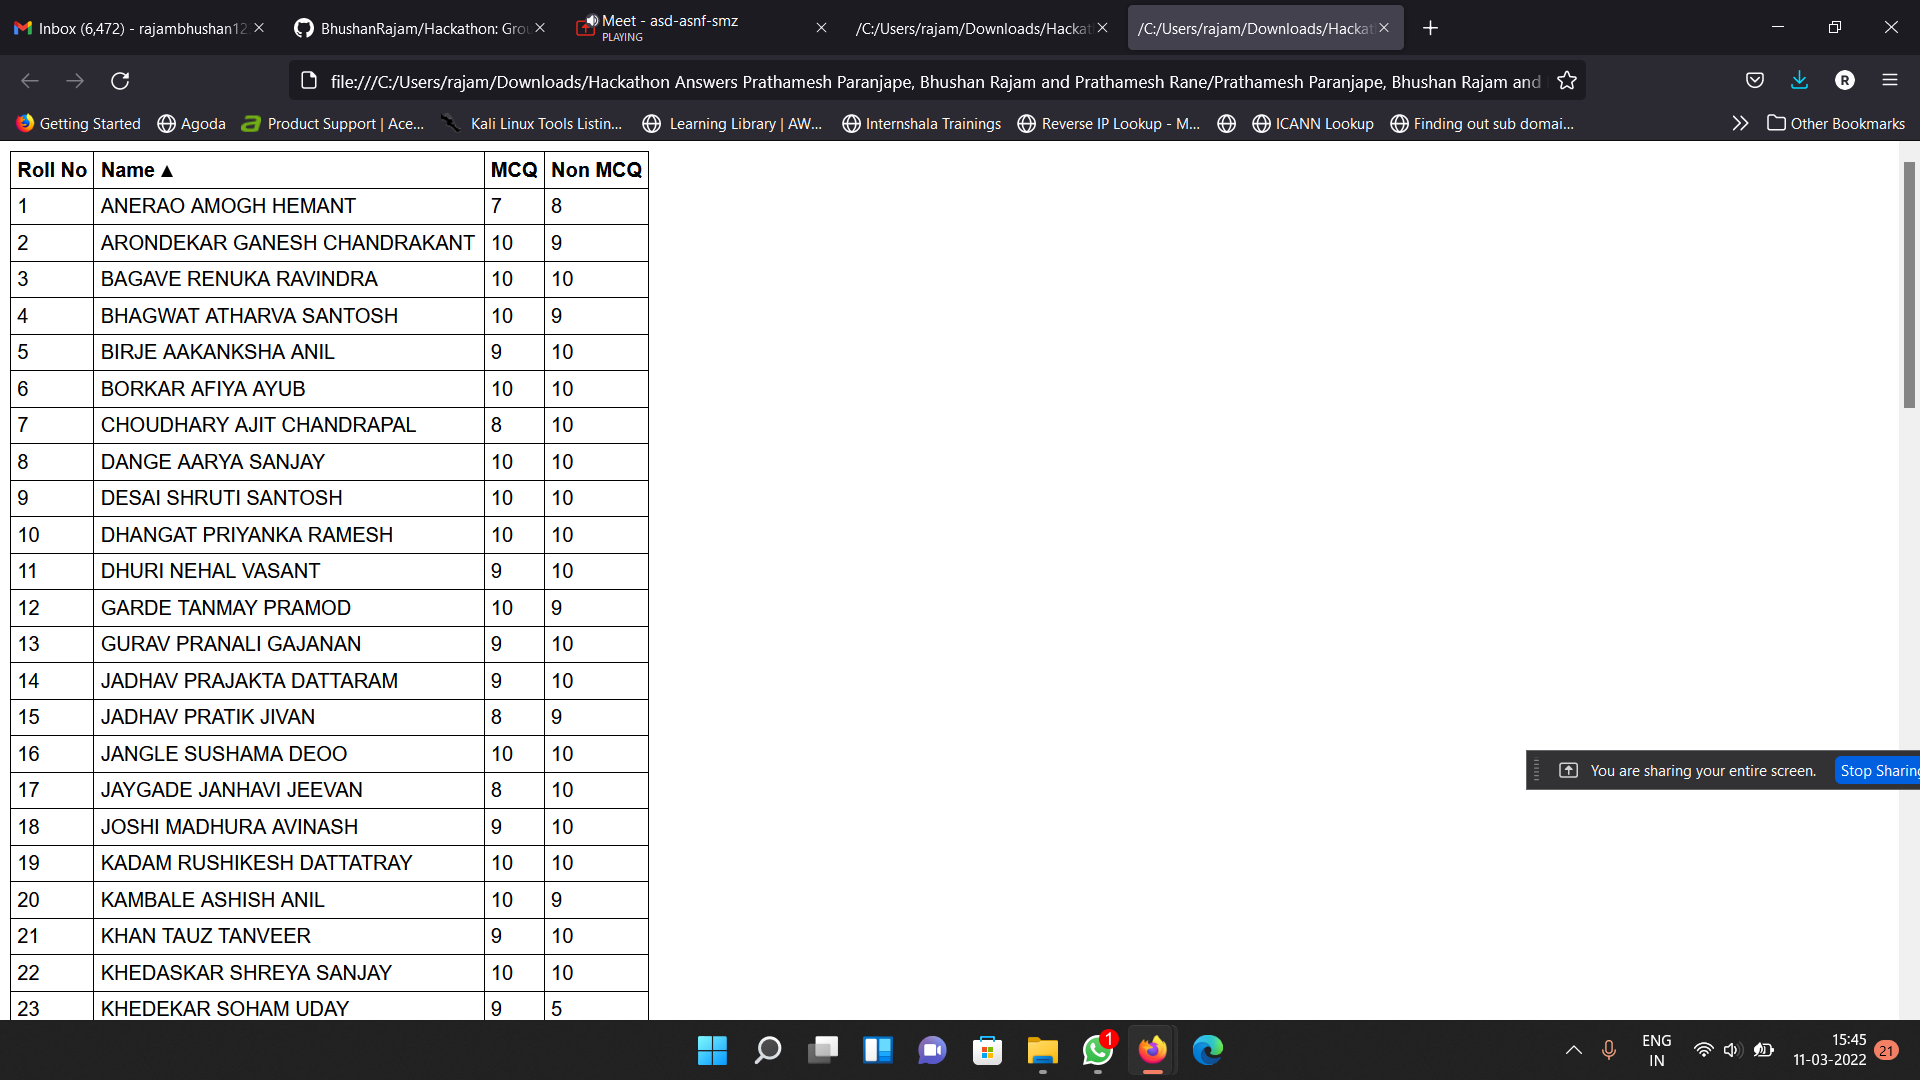 Inbox (6,472) - rajambhushan12
BhushanRajam/Hackathon: Gro
Meet - asd-asnf-smz
PLAYING
/C:/Users/rajam/Downloads/Hackat
/C:/Users/rajam/Downloads/Hackat
file:///C:/Users/rajam/Downloads/Hackathon Answers Prathamesh Paranjape, Bhushan Rajam and Prathamesh Rane/Prathamesh Paranjape, Bhushan Rajam and
R
Getting Started
Agoda
Product Support | Ace...
Kali Linux Tools Listin...
Learning Library | AW...
Internshala Trainings
Reverse IP Lookup - M...
ICANN Lookup
Finding out sub domai...
Other Bookmarks
Roll No Name ▲ MCQ Non MCQ
1 ANERAO AMOGH HEMANT 7 8
2 ARONDEKAR GANESH CHANDRAKANT 10 9
3 BAGAVE RENUKA RAVINDRA 10 10
4 BHAGWAT ATHARVA SANTOSH 10 9
5 BIRJE AAKANKSHA ANIL 9 10
6 BORKAR AFIYA AYUB 10 10
7 CHOUDHARY AJIT CHANDRAPAL 8 10
8 DANGE AARYA SANJAY 10 10
9 DESAI SHRUTI SANTOSH 10 10
10 DHANGAT PRIYANKA RAMESH 10 10
11 DHURI NEHAL VASANT 9 10
12 GARDE TANMAY PRAMOD 10 9
13 GURAV PRANALI GAJANAN 9 10
14 JADHAV PRAJAKTA DATTARAM 9 10
15 JADHAV PRATIK JIVAN 8 9
16 JANGLE SUSHAMA DEOO 10 10
17 JAYGADE JANHAVI JEEVAN 8 10
18 JOSHI MADHURA AVINASH 9 10
19 KADAM RUSHIKESH DATTATRAY 10 10
20 KAMBALE ASHISH ANIL 10 9
21 KHAN TAUZ TANVEER 9 10
22 KHEDASKAR SHREYA SANJAY 10 10
23 KHEDEKAR SOHAM UDAY 9 5
You are sharing your entire screen.
Stop Sharing
1
ENG
IN
15:45
11-03-2022
21